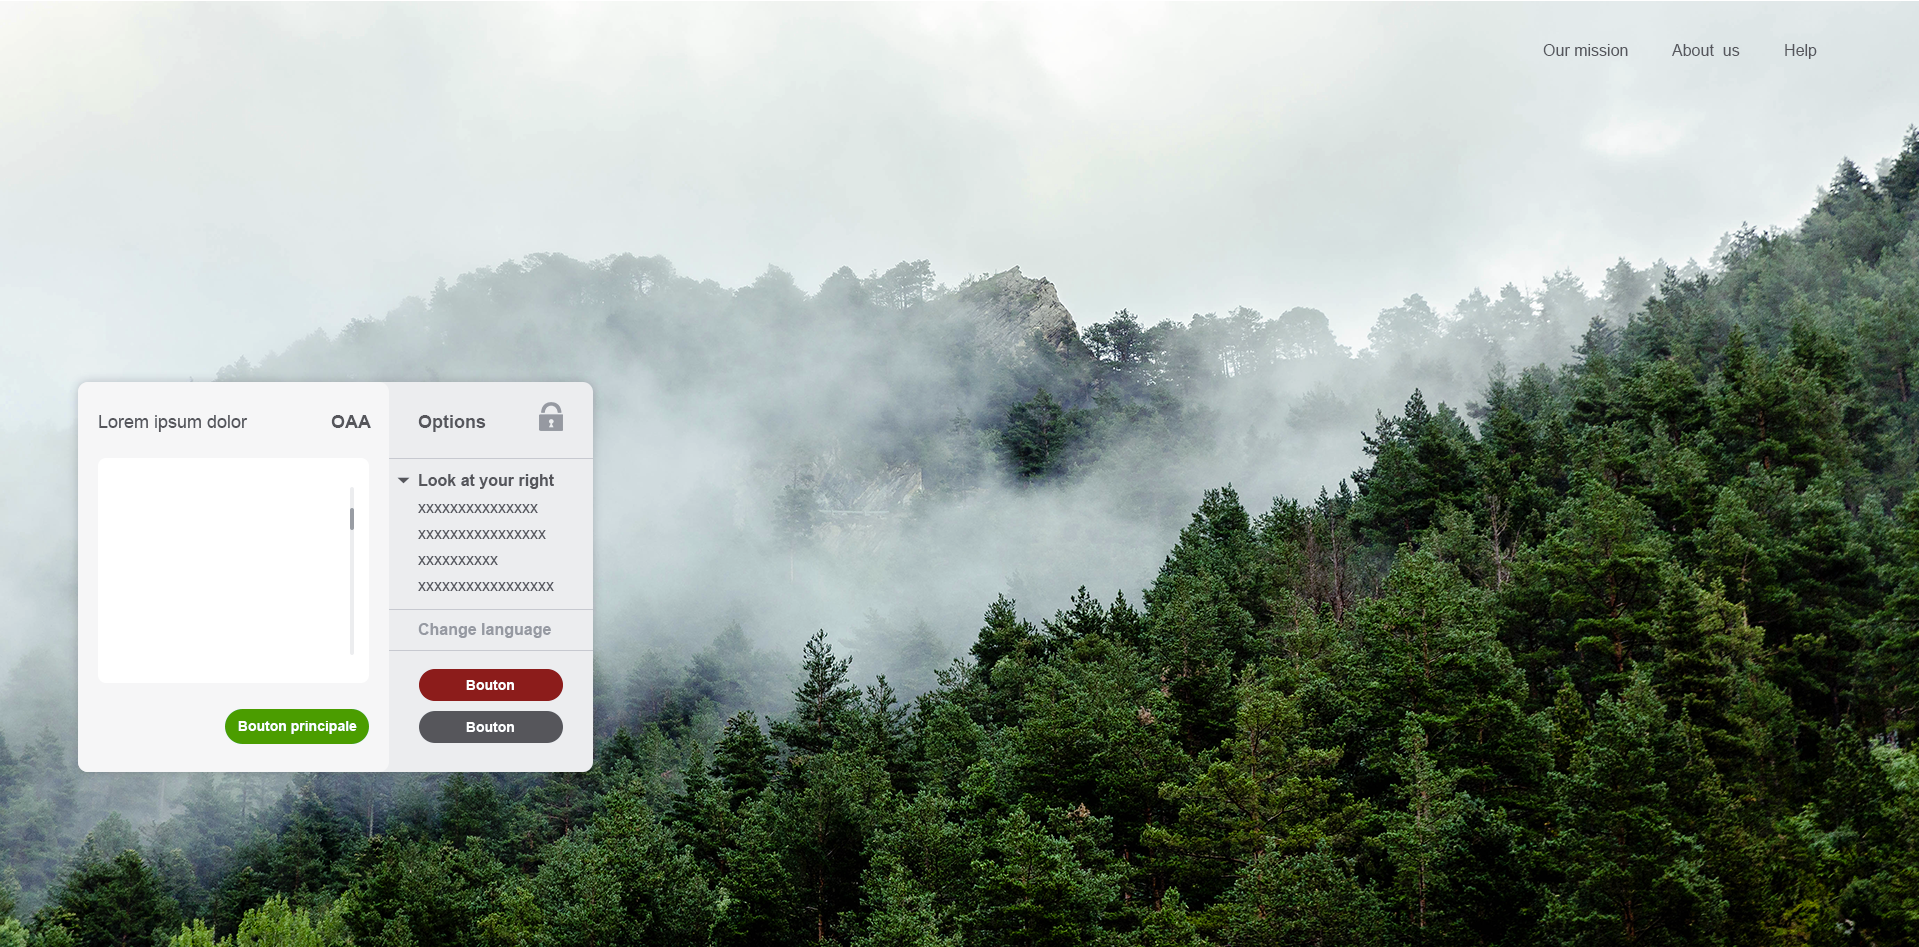 Our mission About us Help
Lorem ipsum dolor OAA
Options
Look at your right
xxxxxxxxxxxxxxx
xxxxxxxxxxxxxxxx
xxxxxxxxxx
xxxxxxxxxxxxxxxxx
Change language
Bouton
Bouton principale
Bouton